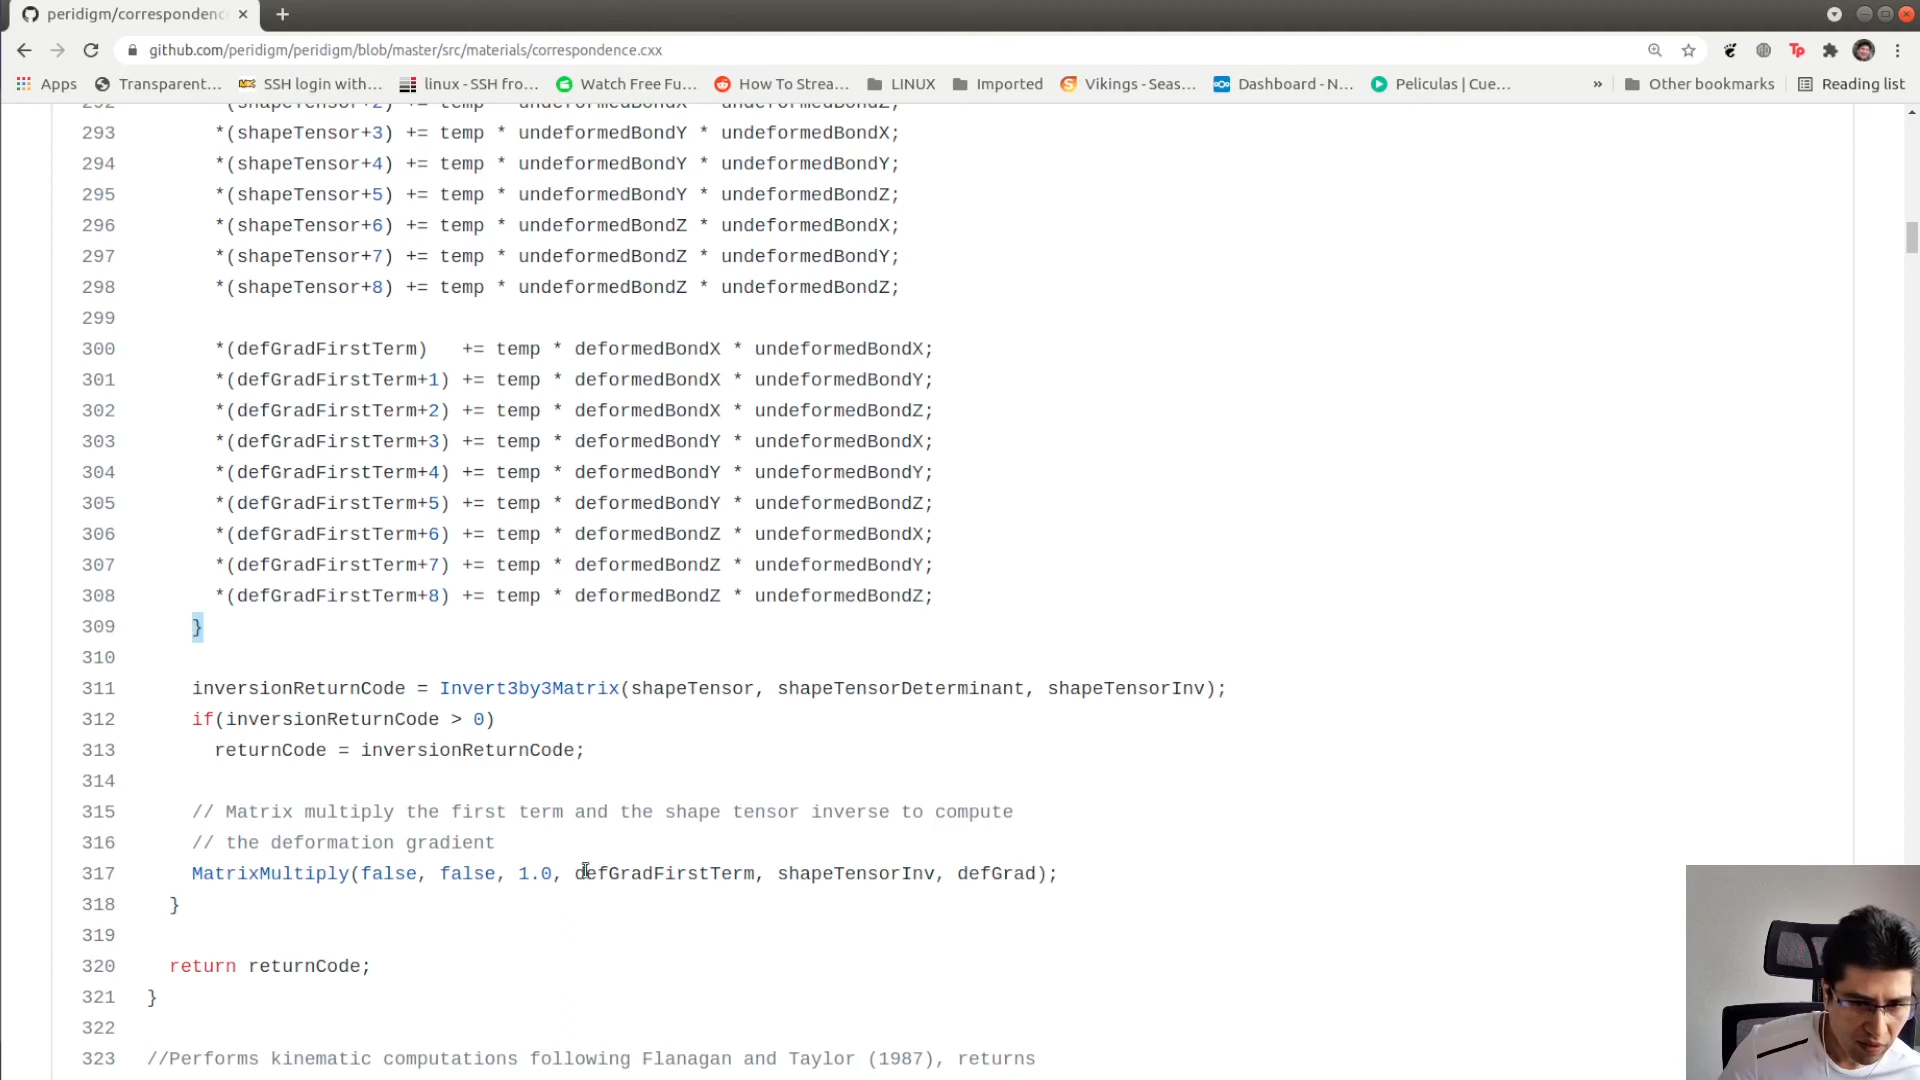 peridigm/correspondenc
github.com/peridigm/peridigm/blob/master/src/materials/correspondence.cxx
Tp
Apps
Transparent...
SSH login with...
linux - SSH fro...
Watch Free Fu...
How To Strea...
LINUX
Imported
Vikings - Seas...
Dashboard - N...
Peliculas | Cue...
»
Other bookmarks
Reading list
292 *(shapeTensor+2) += temp * undeformedBondX * undeformedBondZ;
293 *(shapeTensor+3) += temp * undeformedBondY * undeformedBondX;
294 *(shapeTensor+4) += temp * undeformedBondY * undeformedBondY;
295 *(shapeTensor+5) += temp * undeformedBondY * undeformedBondZ;
296 *(shapeTensor+6) += temp * undeformedBondZ * undeformedBondX;
297 *(shapeTensor+7) += temp * undeformedBondZ * undeformedBondY;
298 *(shapeTensor+8) += temp * undeformedBondZ * undeformedBondZ;
299
300 *(defGradFirstTerm) += temp * deformedBondX * undeformedBondX;
301 *(defGradFirstTerm+1) += temp * deformedBondX * undeformedBondY;
302 *(defGradFirstTerm+2) += temp * deformedBondX * undeformedBondZ;
303 *(defGradFirstTerm+3) += temp * deformedBondY * undeformedBondX;
304 *(defGradFirstTerm+4) += temp * deformedBondY * undeformedBondY;
305 *(defGradFirstTerm+5) += temp * deformedBondY * undeformedBondZ;
306 *(defGradFirstTerm+6) += temp * deformedBondZ * undeformedBondX;
307 *(defGradFirstTerm+7) += temp * deformedBondZ * undeformedBondY;
308 *(defGradFirstTerm+8) += temp * deformedBondZ * undeformedBondZ;
309 }
310
311 inversionReturnCode = Invert3by3Matrix(shapeTensor, shapeTensorDeterminant, shapeTensorInv);
312 if(inversionReturnCode > 0)
313 returnCode = inversionReturnCode;
314
315 // Matrix multiply the first term and the shape tensor inverse to compute
316 // the deformation gradient
317 MatrixMultiply(false, false, 1.0, defGradFirstTerm, shapeTensorInv, defGrad);
318 }
319
320 return returnCode;
321 }
322
323 //Performs kinematic computations following Flanagan and Taylor (1987), returns